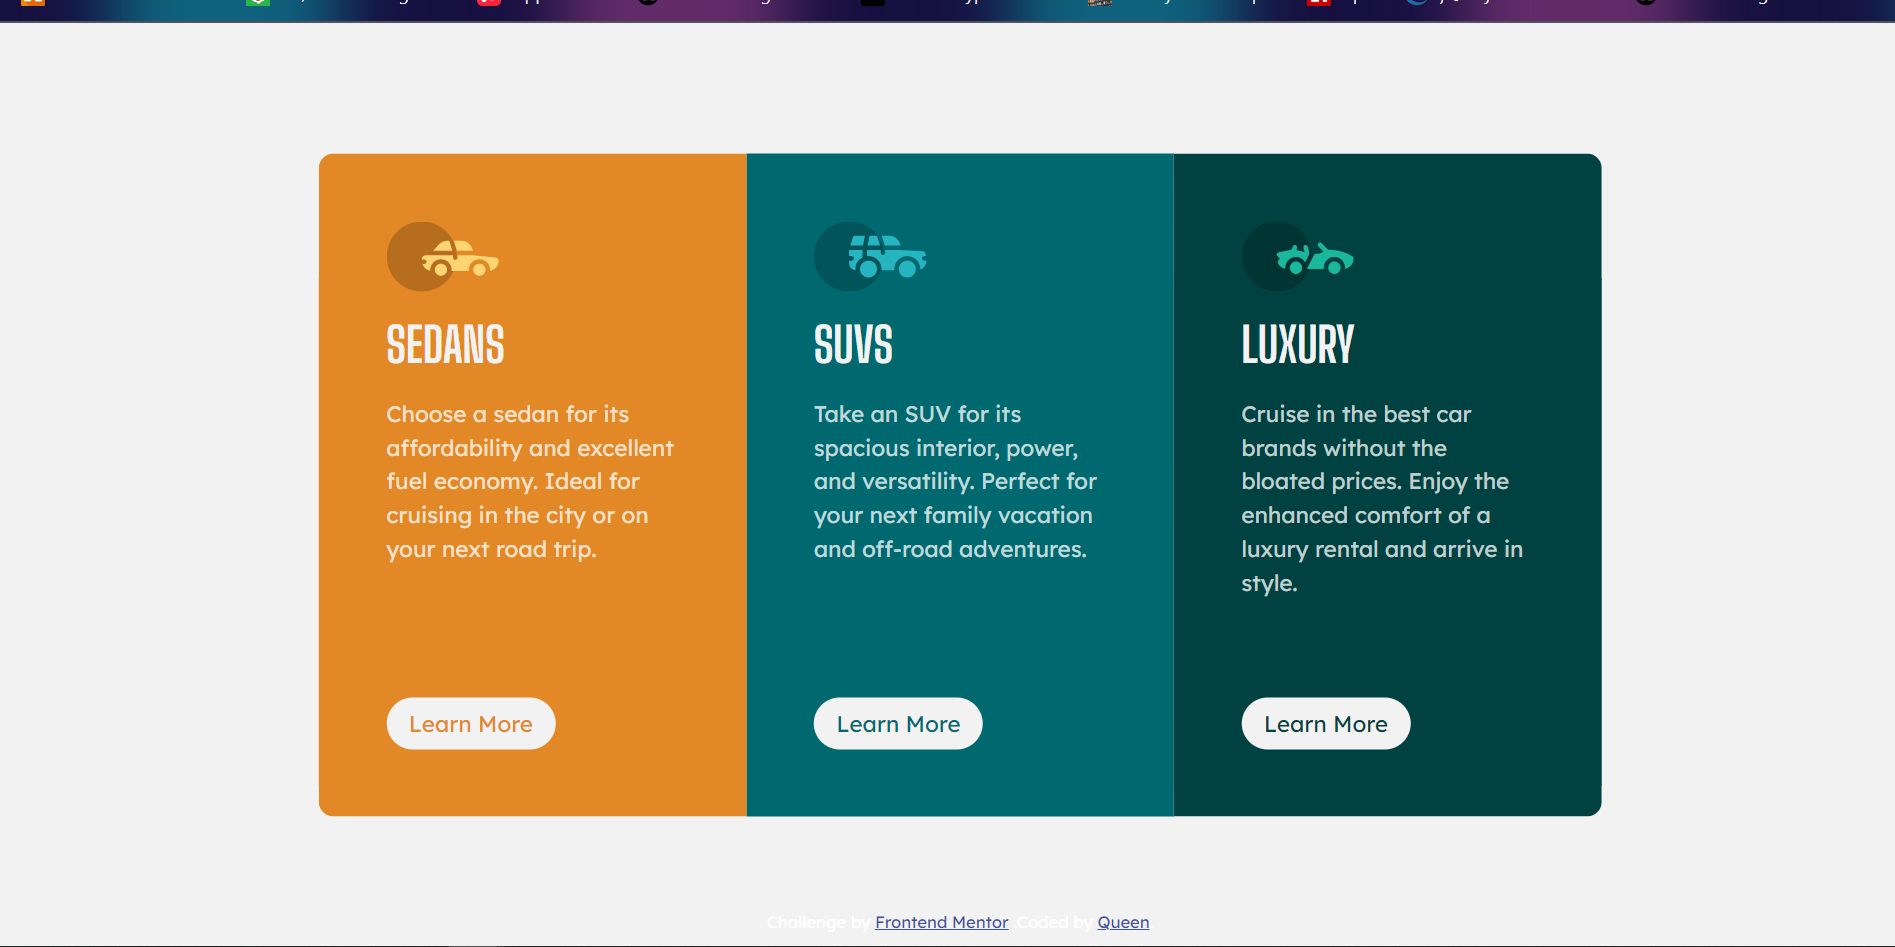 SEDANS
Choose a sedan for its
affordability and excellent
fuel economy. Ideal for
cruising in the city or on
your next road trip.
Learn More
SUVS
Take an SUV for its
spacious interior, power,
and versatility. Perfect for
your next family vacation
and off-road adventures.
Learn More
LUXURY
Cruise in the best car
brands without the
bloated prices. Enjoy the
enhanced comfort of a
luxury rental and arrive in
style.
Learn More
Challenge by Frontend Mentor .Coded by Queen.